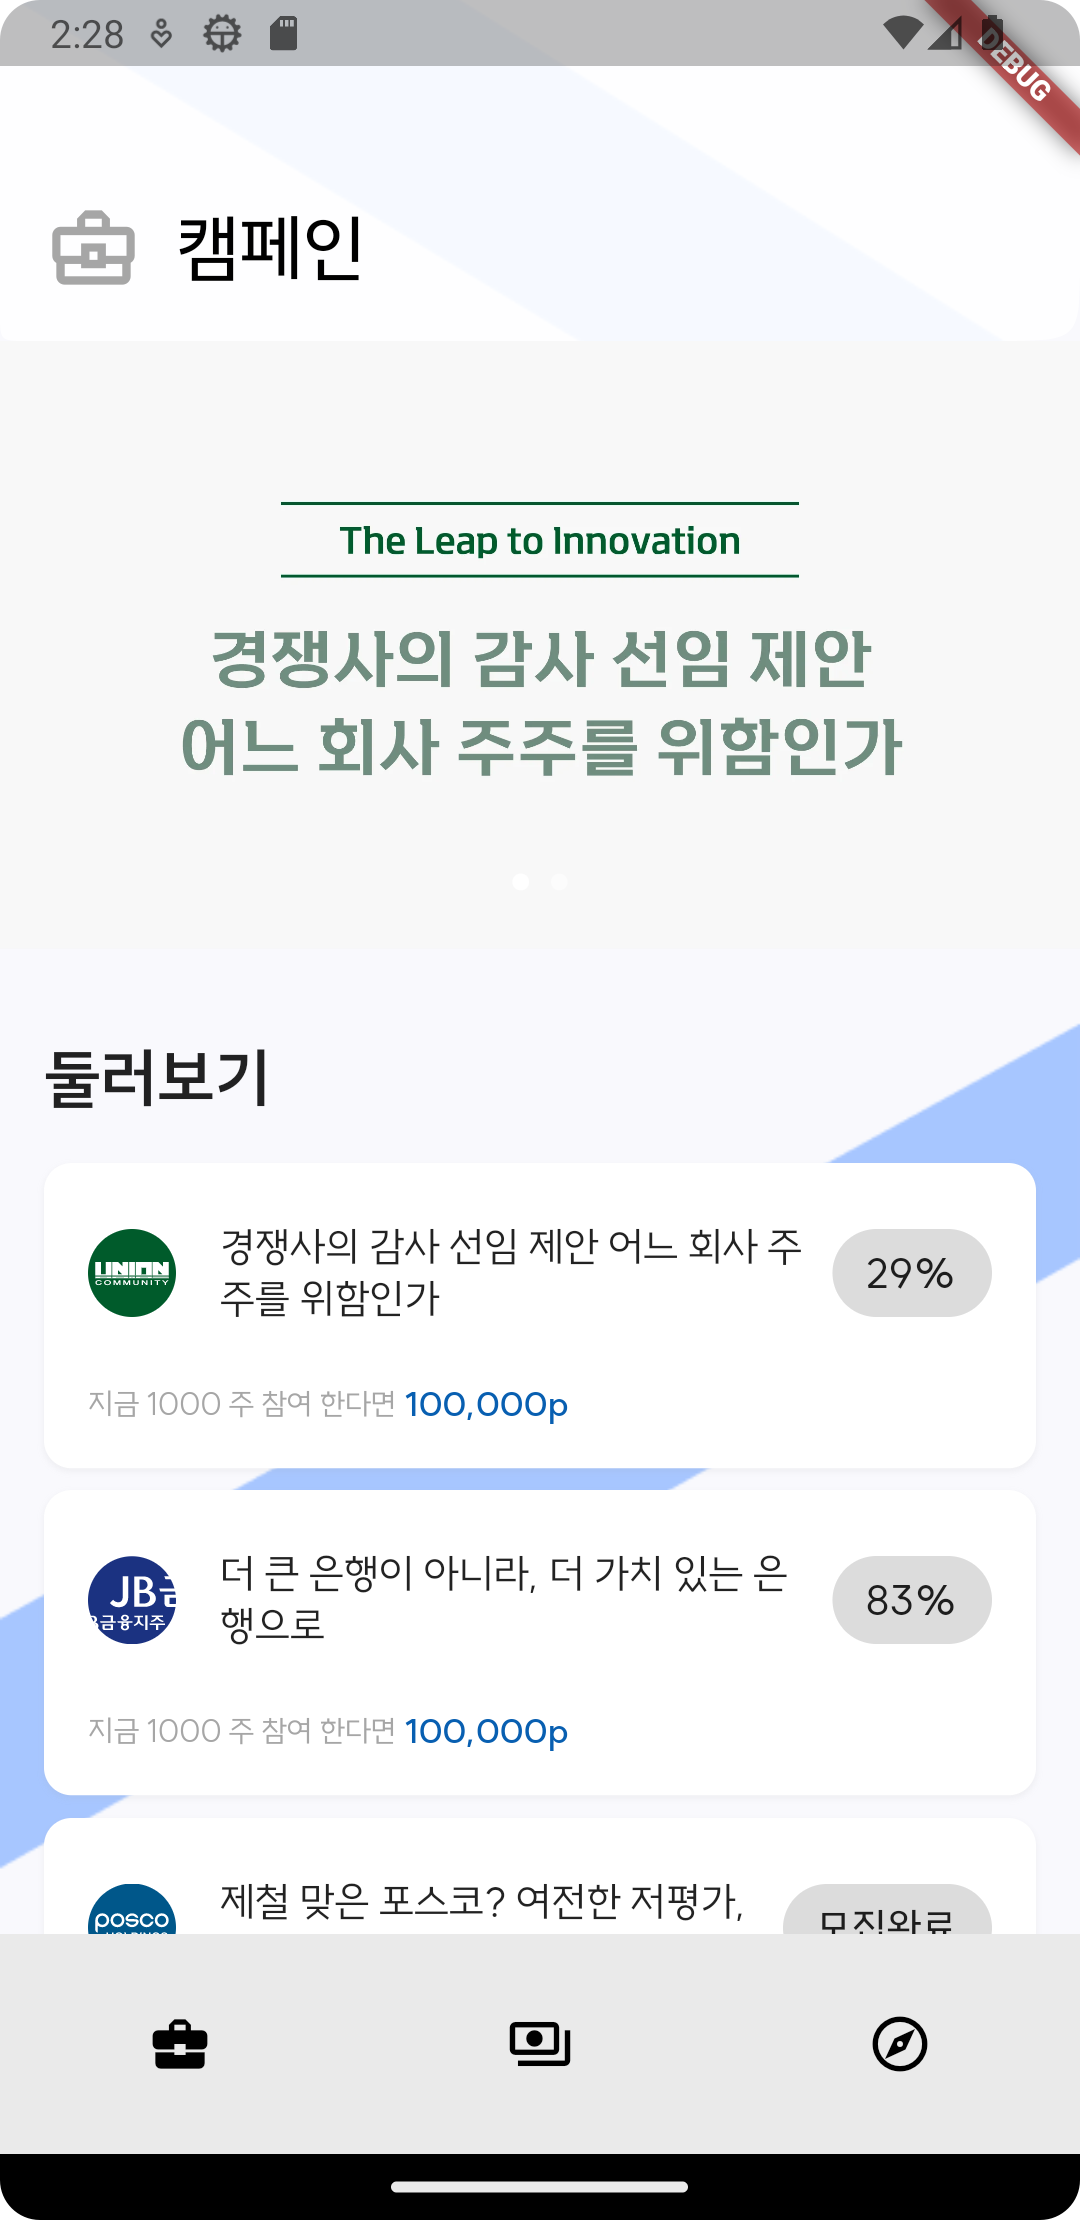 2:28
DEBUG
캠페인
The Leap to Innovation
경쟁사의 감사 선임 제안
어느 회사 주주를 위함인가
둘러보기
UNION
COMMUNITY
경쟁사의 감사 선임 제안 어느 회사 주
주를 위함인가
29%
지금 1000 주 참여 한다면 100,000p
JB금
금융지주
더 큰 은행이 아니라, 더 가치 있는 은
행으로
83%
지금 1000 주 참여 한다면 100,000p
posco
제철 맞은 포스코? 여전한 저평가,
모집완료